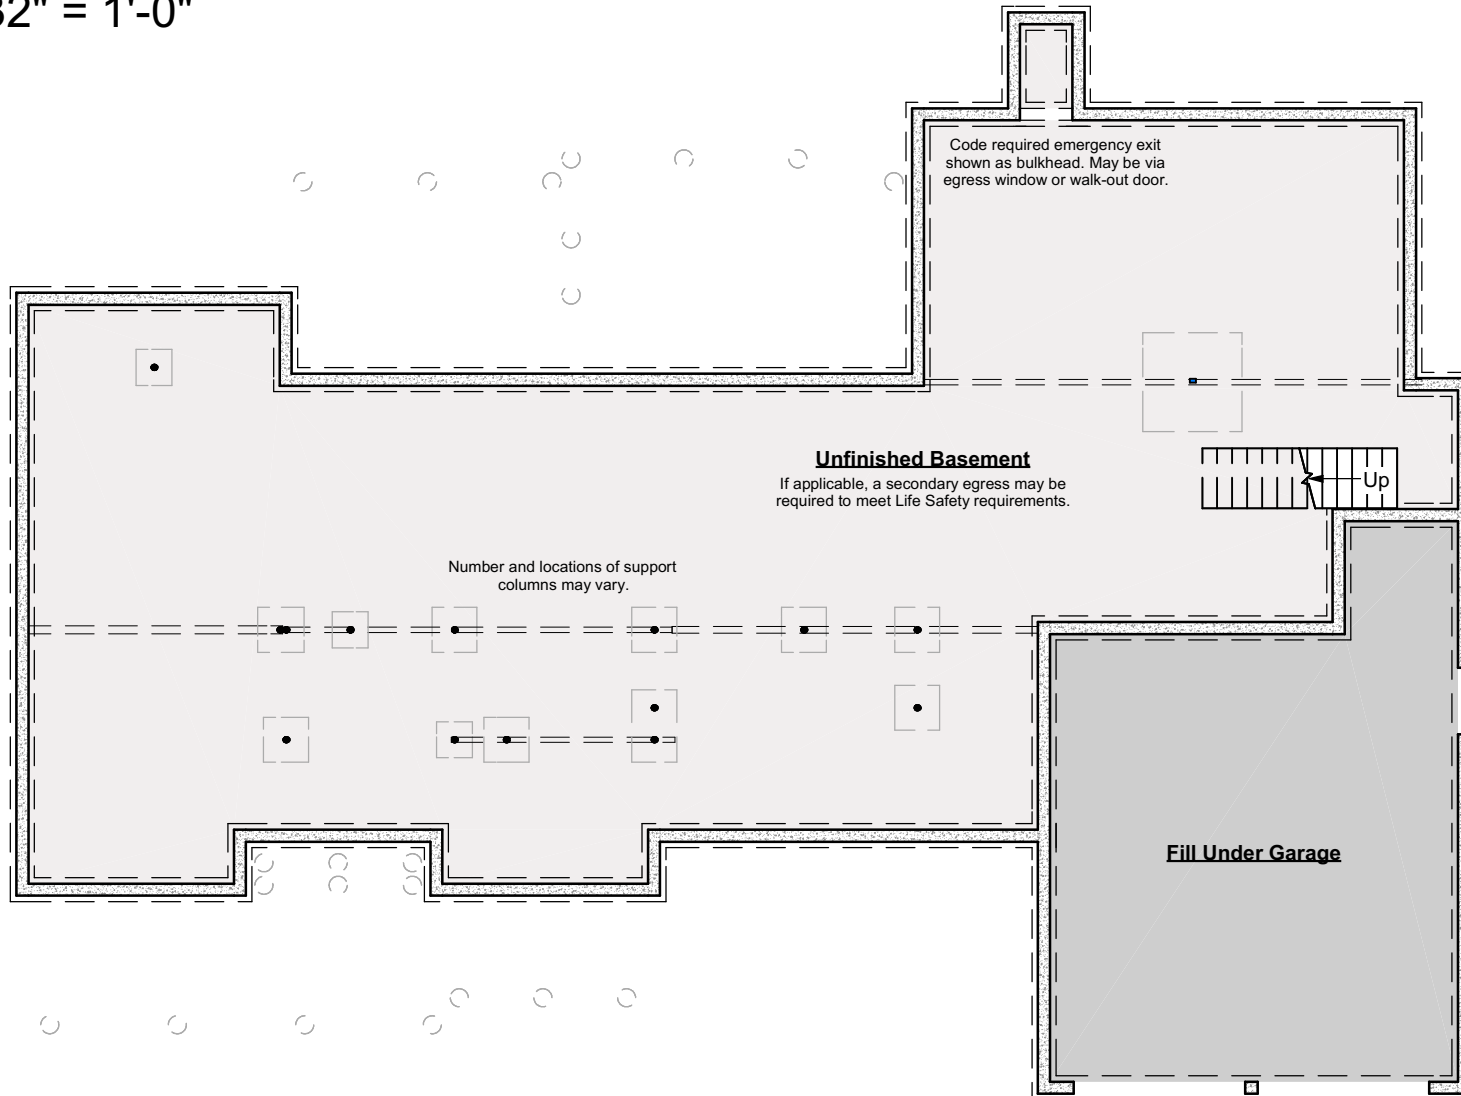 32" = 1'-0"
Code required emergency exit
shown as bulkhead. May be via
egress window or walk-out door.
Unfinished Basement
If applicable, a secondary egress may be
required to meet Life Safety requirements.
Up
Number and locations of support
columns may vary.
Fill Under Garage